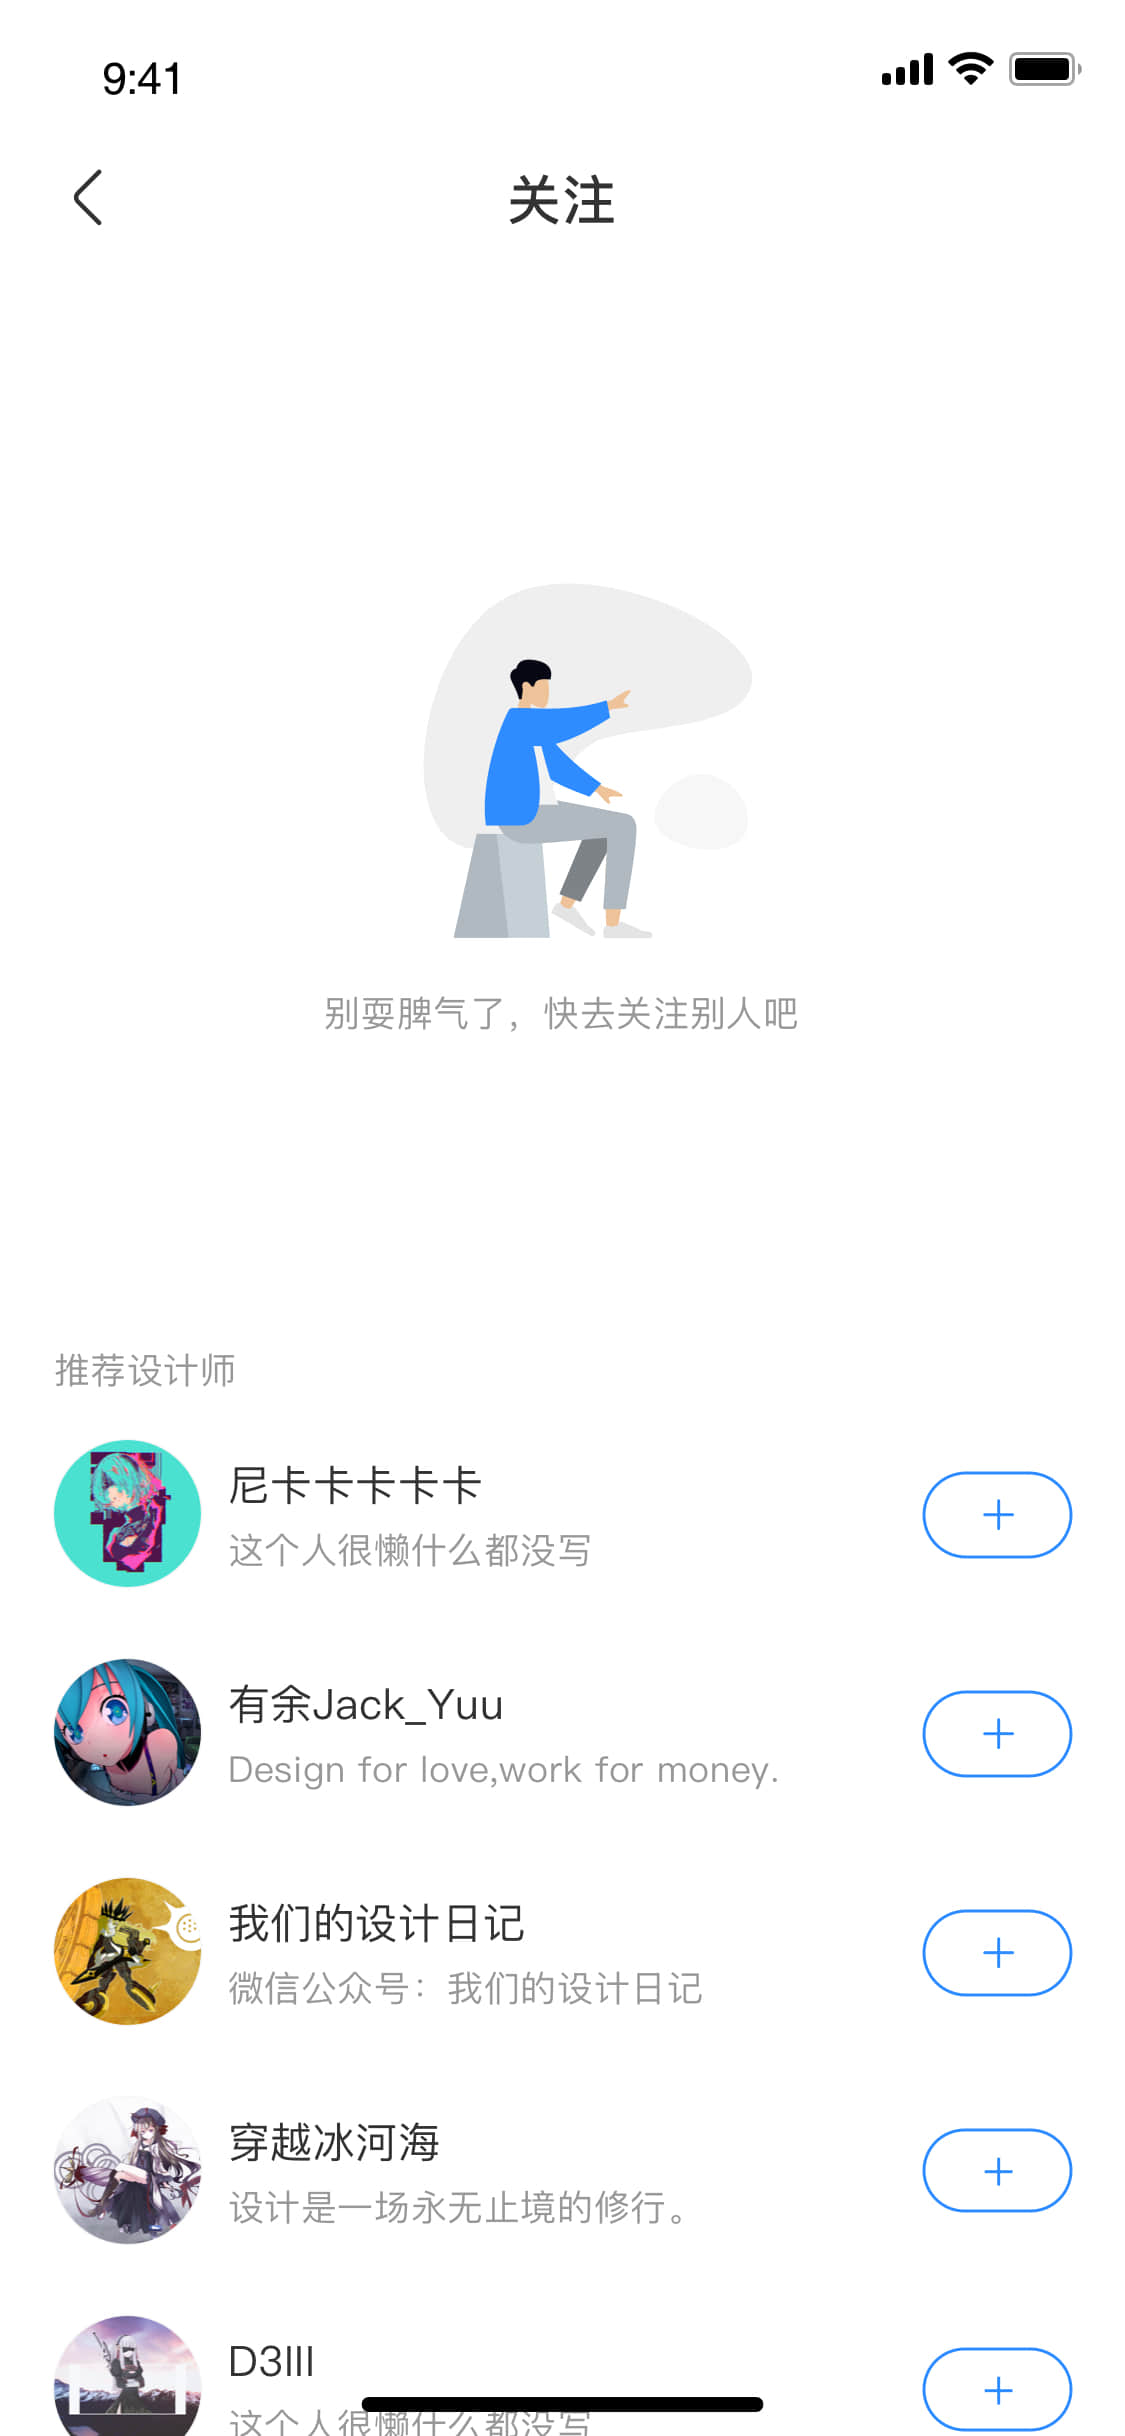 9:41
关注
别耍脾气了，快去关注别人吧
推荐设计师
尼卡卡卡卡卡
这个人很懒什么都没写
有余Jack_Yuu
Design for love,work for money.
我们的设计日记
微信公众号：我们的设计日记
穿越冰河海
设计是一场永无止境的修行。
D3III
这个人很懒什么都没写